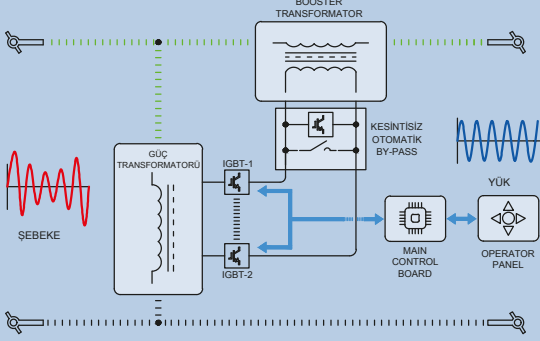 BOOSTER
TRANSFORMATOR
KESİNTİSİZ
OTOMATİK
BY-PASS
GÜÇ
TRANSFORMATORÜ
IGBT-1
IGBT-2
ŞEBEKE
YÜK
MAIN
CONTROL
BOARD
OPERATOR
PANEL